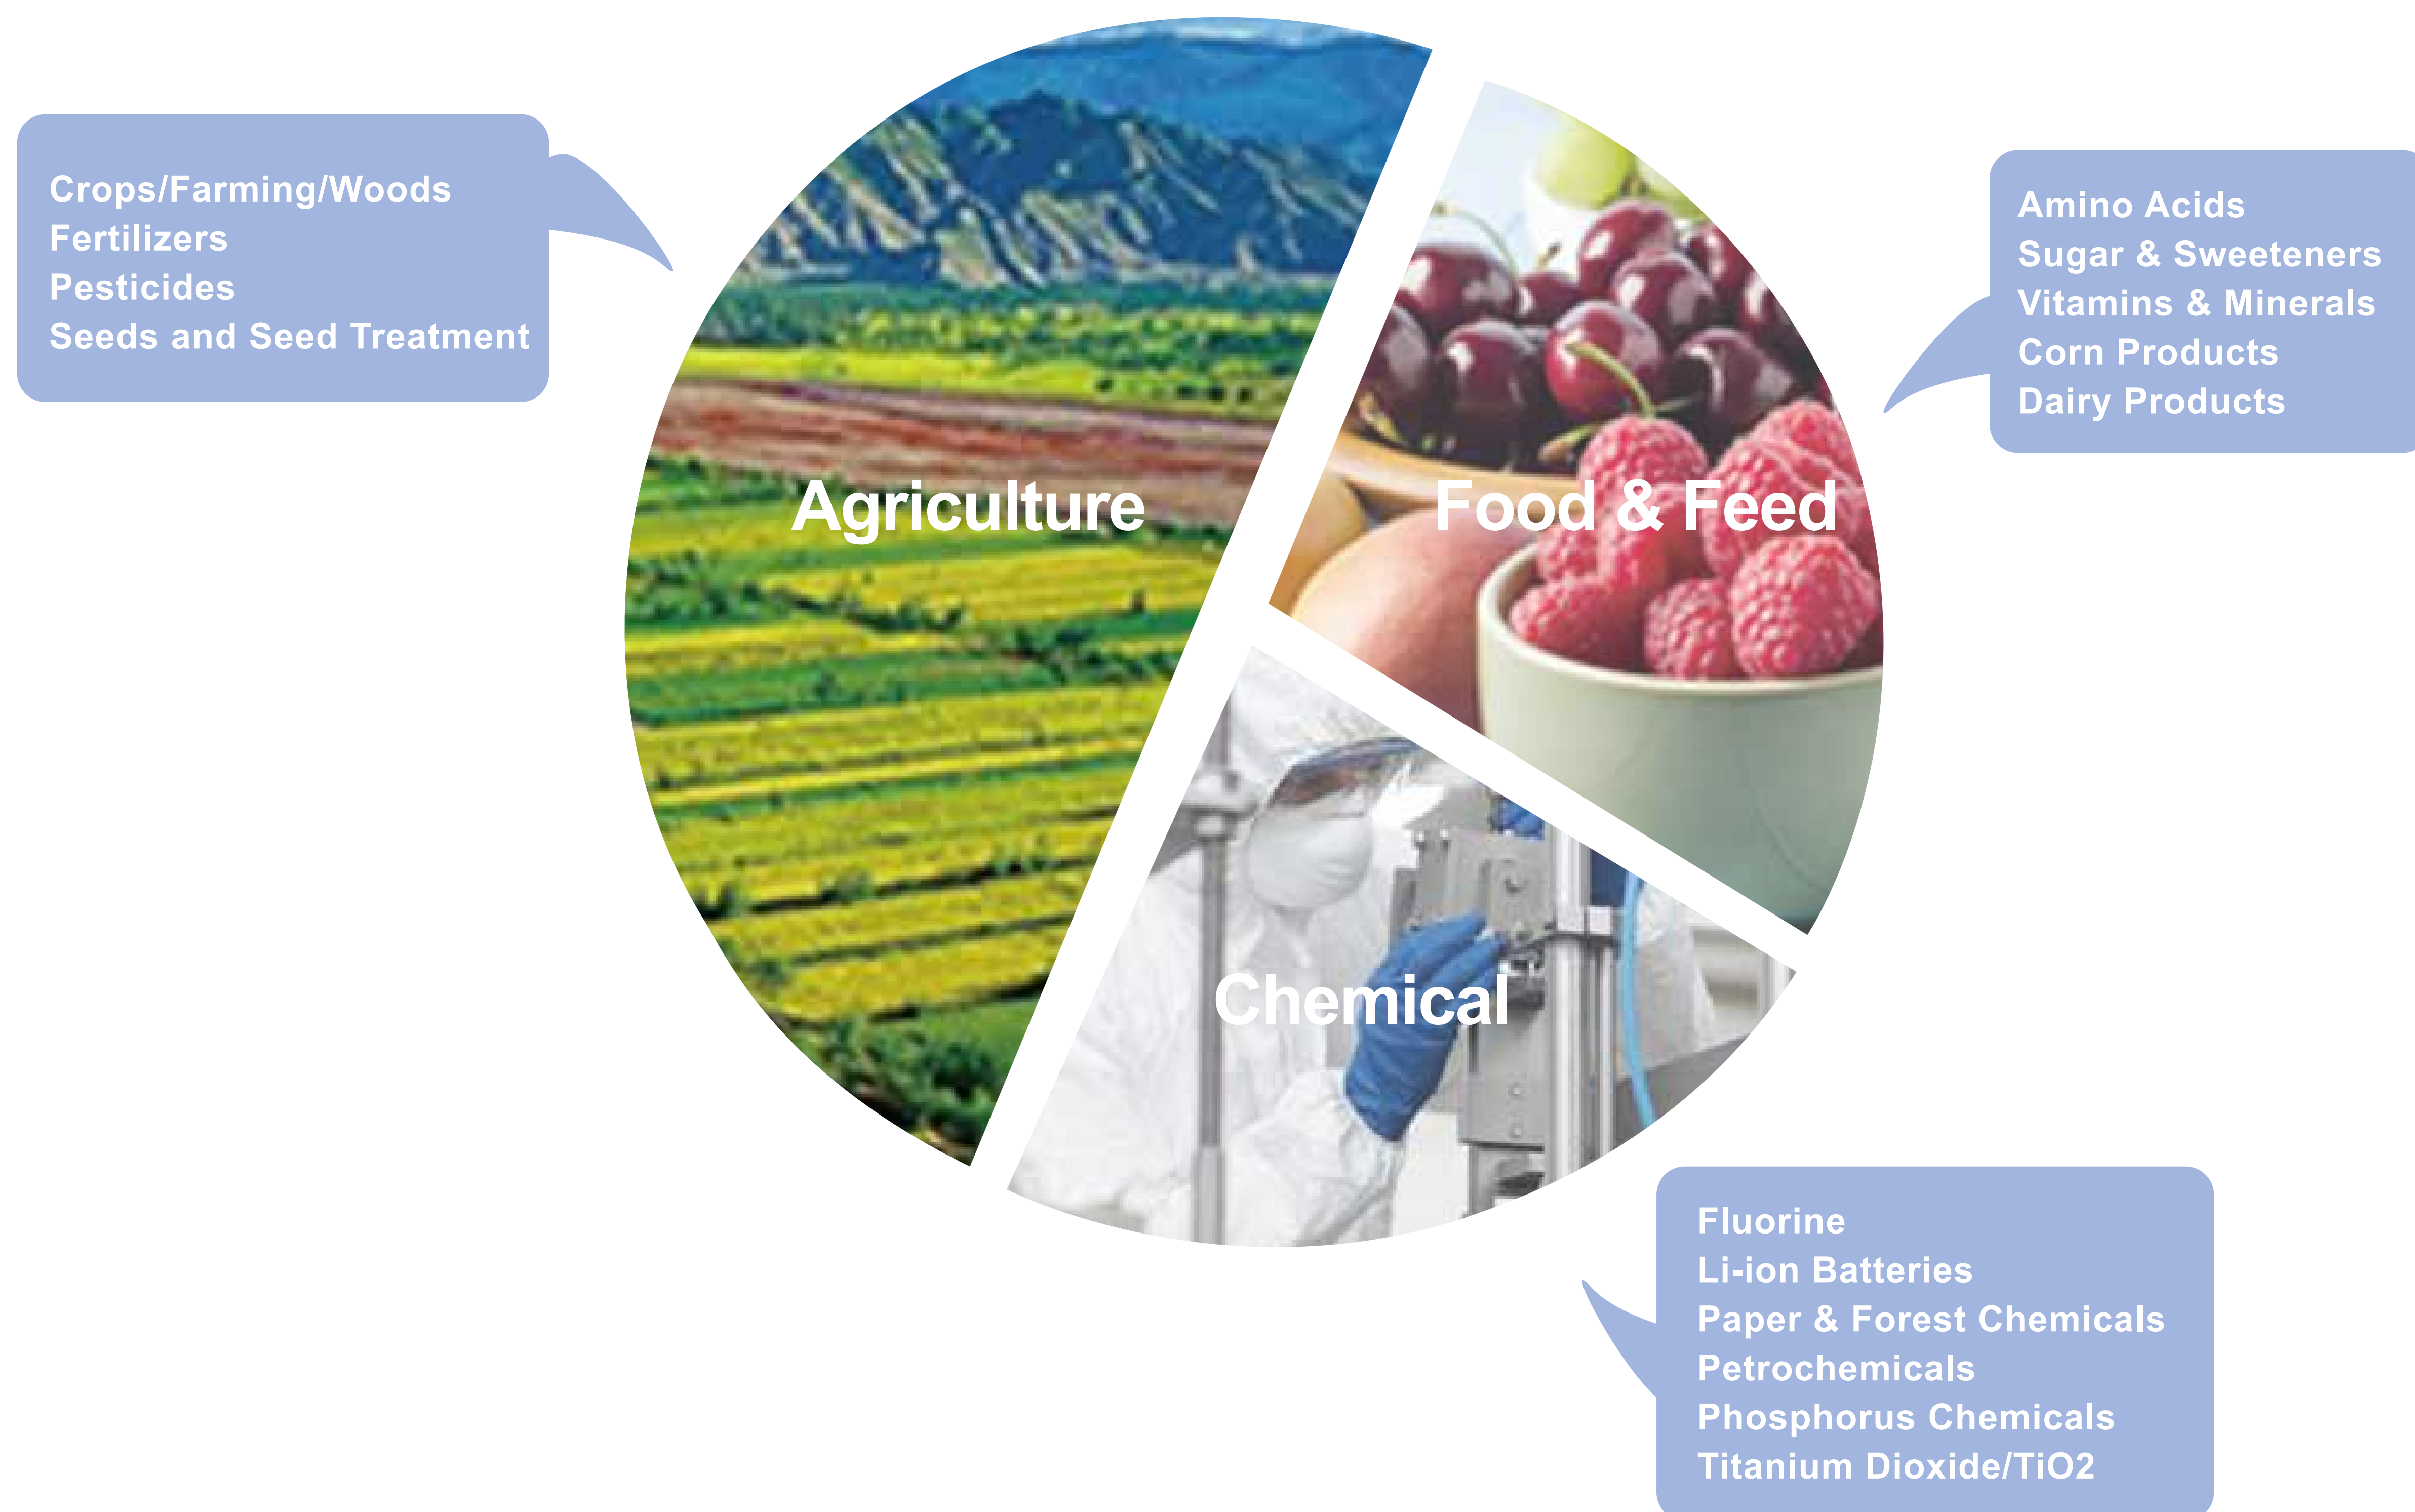 Crops/Farming/Woods
Fertilizers
Pesticides
Seeds and Seed Treatment
Agriculture
Food & Feed
Amino Acids
Sugar & Sweeteners
Vitamins & Minerals
Corn Products
Dairy Products
Chemical
Fluorine
Li-ion Batteries
Paper & Forest Chemicals
Petrochemicals
Phosphorus Chemicals
Titanium Dioxide/TiO2